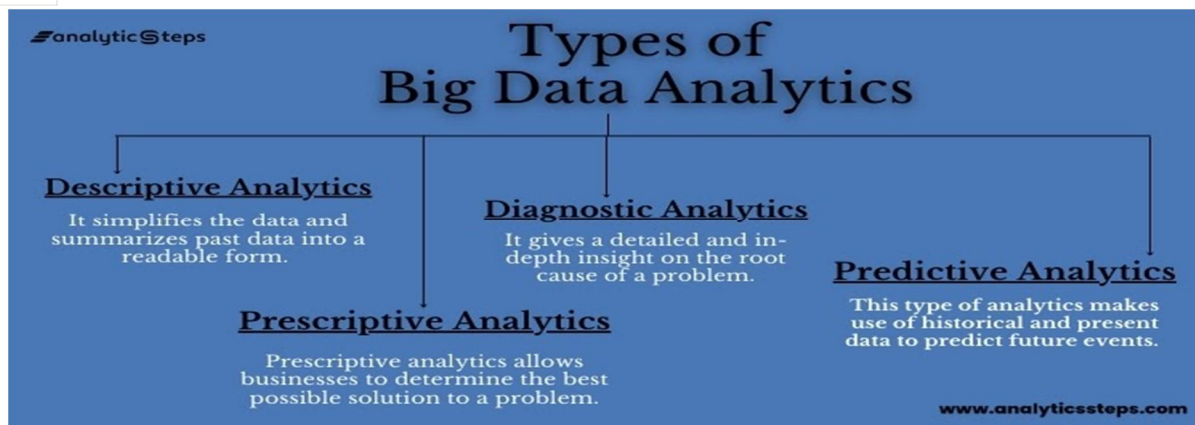 analyticSteps
Types of
Big Data Analytics
Descriptive Analytics
It simplifies the data and
summarizes past data into a
readable form.
Prescriptive Analytics
Prescriptive analytics allows
businesses to determine the best
possible solution to a problem.
Diagnostic Analytics
It gives a detailed and in-
depth insight on the root
cause of a problem.
Predictive Analytics
This type of analytics makes
use of historical and present
data to predict future events.
www.analyticssteps.com